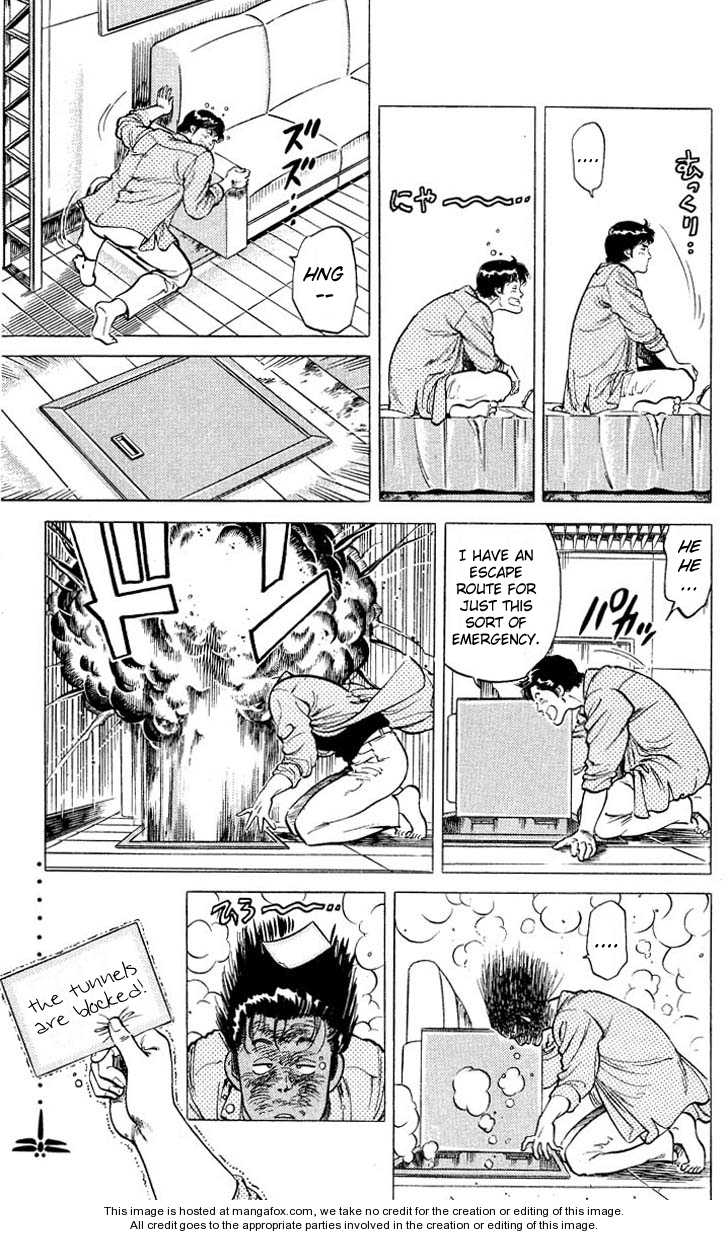 ....
むっくり‥
にや〜〜‥
ズズ...
HNG
--
HE
HE
...
I HAVE AN
ESCAPE
ROUTE FOR
JUST THIS
SORT OF
EMERGENCY.
パカッ
....
ひろ〜‥
the tunnels
are blocked!
This image is hosted at mangafox.com, we take no credit for the creation or editing of this image.
All credit goes to the appropriate parties involved in the creation or editing of this image.